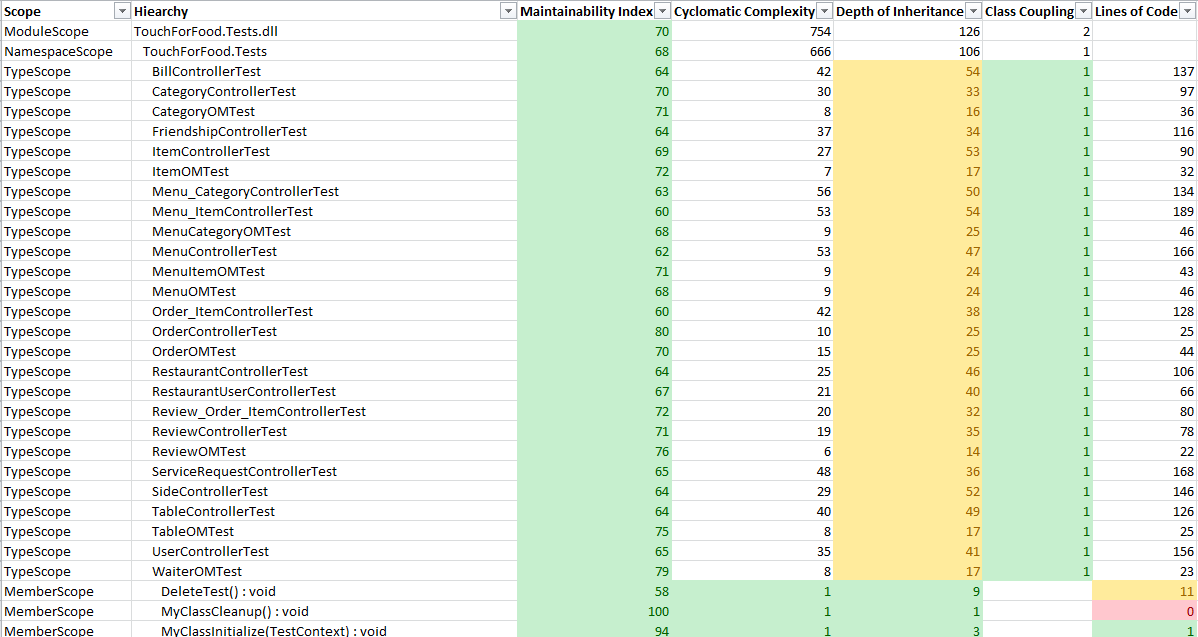 Scope Hiearchy Maintainability Index Cyclomatic Complexity Depth of Inheritance Class Coupling Lines of Code
ModuleScope TouchForFood.Tests.dll 70 754 126 2
NamespaceScope TouchForFood.Tests 68 666 106 1
TypeScope BillControllerTest 64 42 54 1 137
TypeScope CategoryControllerTest 70 30 33 1 97
TypeScope CategoryOMTest 71 8 16 1 36
TypeScope FriendshipControllerTest 64 37 34 1 116
TypeScope ItemControllerTest 69 27 53 1 90
TypeScope ItemOMTest 72 7 17 1 32
TypeScope Menu_CategoryControllerTest 63 56 50 1 134
TypeScope Menu_ItemControllerTest 60 53 54 1 189
TypeScope MenuCategoryOMTest 68 9 25 1 46
TypeScope MenuControllerTest 62 53 47 1 166
TypeScope MenuItemOMTest 71 9 24 1 43
TypeScope MenuOMTest 68 9 24 1 46
TypeScope Order_ItemControllerTest 60 42 38 1 128
TypeScope OrderControllerTest 80 10 25 1 25
TypeScope OrderOMTest 70 15 25 1 44
TypeScope RestaurantControllerTest 64 25 46 1 106
TypeScope RestaurantUserControllerTest 67 21 40 1 66
TypeScope Review_Order_ItemControllerTest 72 20 32 1 80
TypeScope ReviewControllerTest 71 19 35 1 78
TypeScope ReviewOMTest 76 6 14 1 22
TypeScope ServiceRequestControllerTest 65 48 36 1 168
TypeScope SideControllerTest 64 29 52 1 146
TypeScope TableControllerTest 64 40 49 1 126
TypeScope TableOMTest 75 8 17 1 25
TypeScope UserControllerTest 65 35 41 1 156
TypeScope WaiterOMTest 79 8 17 1 23
MemberScope DeleteTest() : void 58 1 9 11
MemberScope MyClassCleanup() : void 100 1 1 0
MemberScope MyClassInitialize(TestContext) : void 94 1 3 1